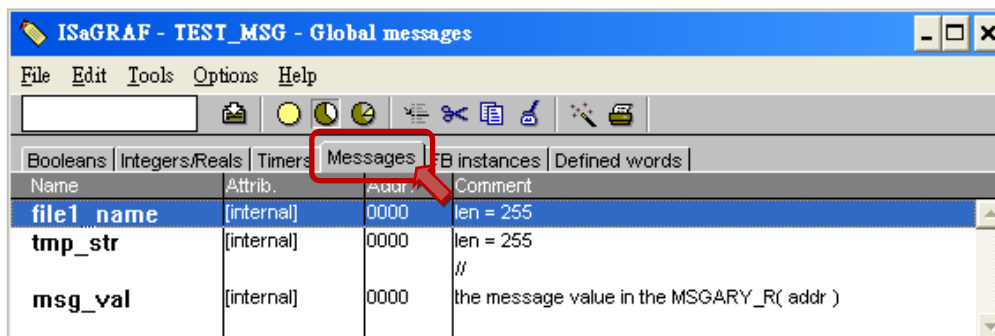 ISaGRAF - TEST_MSG - Global messages
File Edit Tools Options Help
Booleans Integers/Reals Timers Messages FB instances Defined words
Name Attrib. Addr. Comment
file1_name [internal] 0000 len = 255
tmp_str [internal] 0000 len = 255
//
msg_val [internal] 0000 the message value in the MSGARY_R( addr )